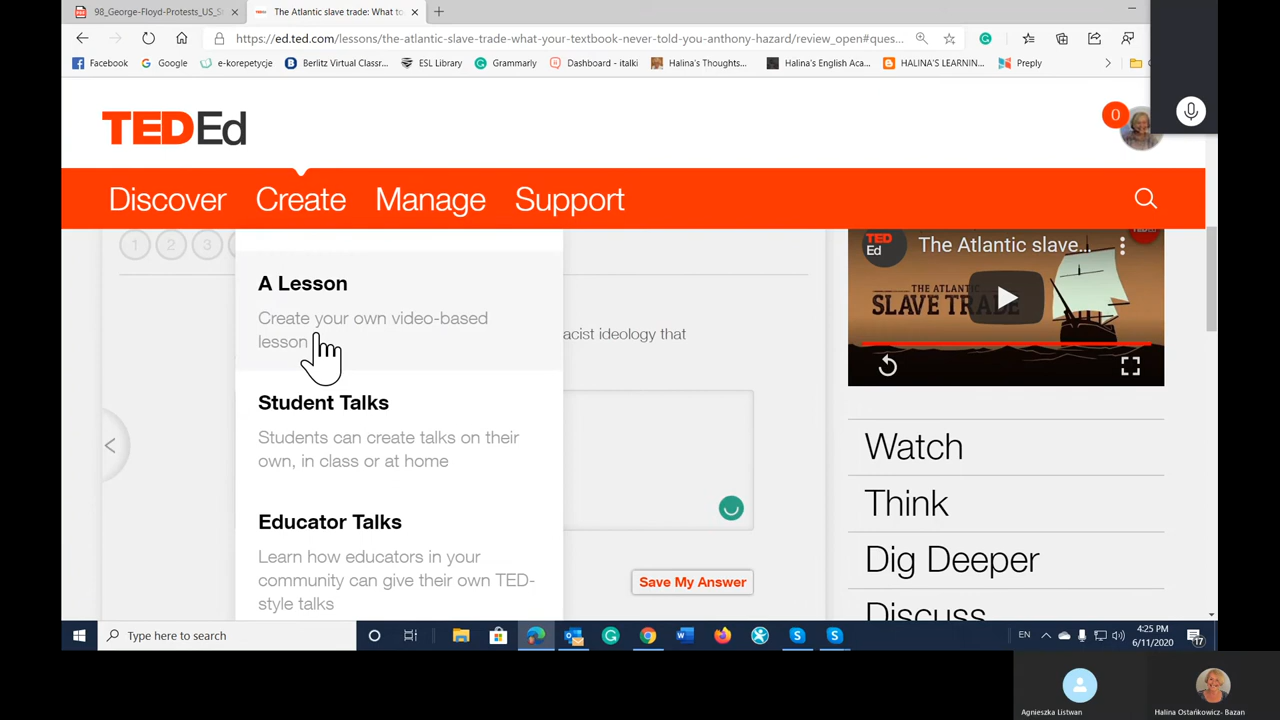 98_George-Floyd-Protests_US_S
The Atlantic slave trade: What to
https://ed.ted.com/lessons/the-atlantic-slave-trade-what-your-textbook-never-told-you-anthony-hazard/review_open#ques...
Facebook
Google
e-korepetycje
Berlitz Virtual Classr...
ESL Library
Grammarly
Dashboard - italki
Halina's Thoughts...
Halina's English Aca...
HALINA'S LEARNIN...
Preply
TEDEd
0
Discover
Create
Manage
Support
1
2
3
A Lesson
Create your own video-based
lesson
Student Talks
Students can create talks on their
own, in class or at home
Educator Talks
Learn how educators in your
community can give their own TED-
style talks
acist ideology that
Save My Answer
TED
Ed
The Atlantic slave...
THE ATLANTIC
SLAVE TRADE
Watch
Think
Dig Deeper
Discuss
Type here to search
EN
4:25 PM
6/11/2020
17
Agnieszka Listwan
Halina Ostańkowicz- Bazan